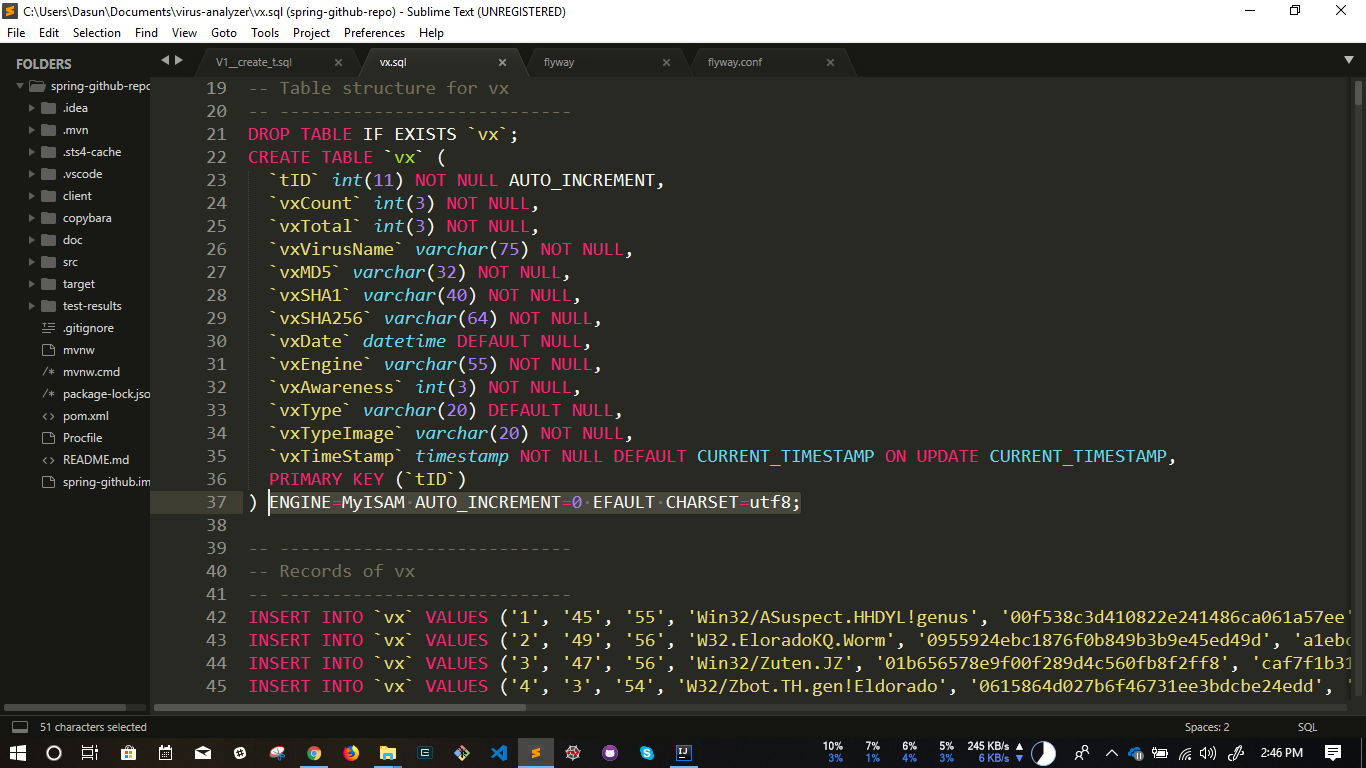 C:\Users\Dasun\Documents\virus-analyzer\vx.sql (spring-github-repo) - Sublime Text (UNREGISTERED)
File Edit Selection Find View Goto Tools Project Preferences Help
FOLDERS
spring-github-repo
.idea
.mvn
.sts4-cache
.vscode
client
copybara
doc
src
target
test-results
.gitignore
mvnw
mvnw.cmd
package-lock.jso
pom.xml
Procfile
README.md
spring-github.im
V1__create_t.sql vx.sql flyway flyway.conf
19 -- Table structure for vx
20 -- ----------------------------
21 DROP TABLE IF EXISTS `vx`;
22 CREATE TABLE `vx` (
23 `tID` int(11) NOT NULL AUTO_INCREMENT,
24 `vxCount` int(3) NOT NULL,
25 `vxTotal` int(3) NOT NULL,
26 `vxVirusName` varchar(75) NOT NULL,
27 `vxMD5` varchar(32) NOT NULL,
28 `vxSHA1` varchar(40) NOT NULL,
29 `vxSHA256` varchar(64) NOT NULL,
30 `vxDate` datetime DEFAULT NULL,
31 `vxEngine` varchar(55) NOT NULL,
32 `vxAwareness` int(3) NOT NULL,
33 `vxType` varchar(20) DEFAULT NULL,
34 `vxTypeImage` varchar(20) NOT NULL,
35 `vxTimeStamp` timestamp NOT NULL DEFAULT CURRENT_TIMESTAMP ON UPDATE CURRENT_TIMESTAMP,
36 PRIMARY KEY (`tID`)
37 ) ENGINE=MyISAM AUTO_INCREMENT=0 EFAULT CHARSET=utf8;
38
39 -- ----------------------------
40 -- Records of vx
41 -- ----------------------------
42 INSERT INTO `vx` VALUES ('1', '45', '55', 'Win32/ASuspect.HHDYL!genus', '00f538c3d410822e241486ca061a57ee'
43 INSERT INTO `vx` VALUES ('2', '49', '56', 'W32.EloradoKQ.Worm', '0955924ebc1876f0b849b3b9e45ed49d', 'a1ebc
44 INSERT INTO `vx` VALUES ('3', '47', '56', 'Win32/Zuten.JZ', '01b656578e9f00f289d4c560fb8f2ff8', 'caf7f1b31
45 INSERT INTO `vx` VALUES ('4', '3', '54', 'W32/Zbot.TH.gen!Eldorado', '0615864d027b6f46731ee3bdcbe24edd', '
51 characters selected Spaces: 2 SQL
10% 7% 6% 5% 245 KB/s
3% 1% 4% 3% 6 KB/s
2:46 PM